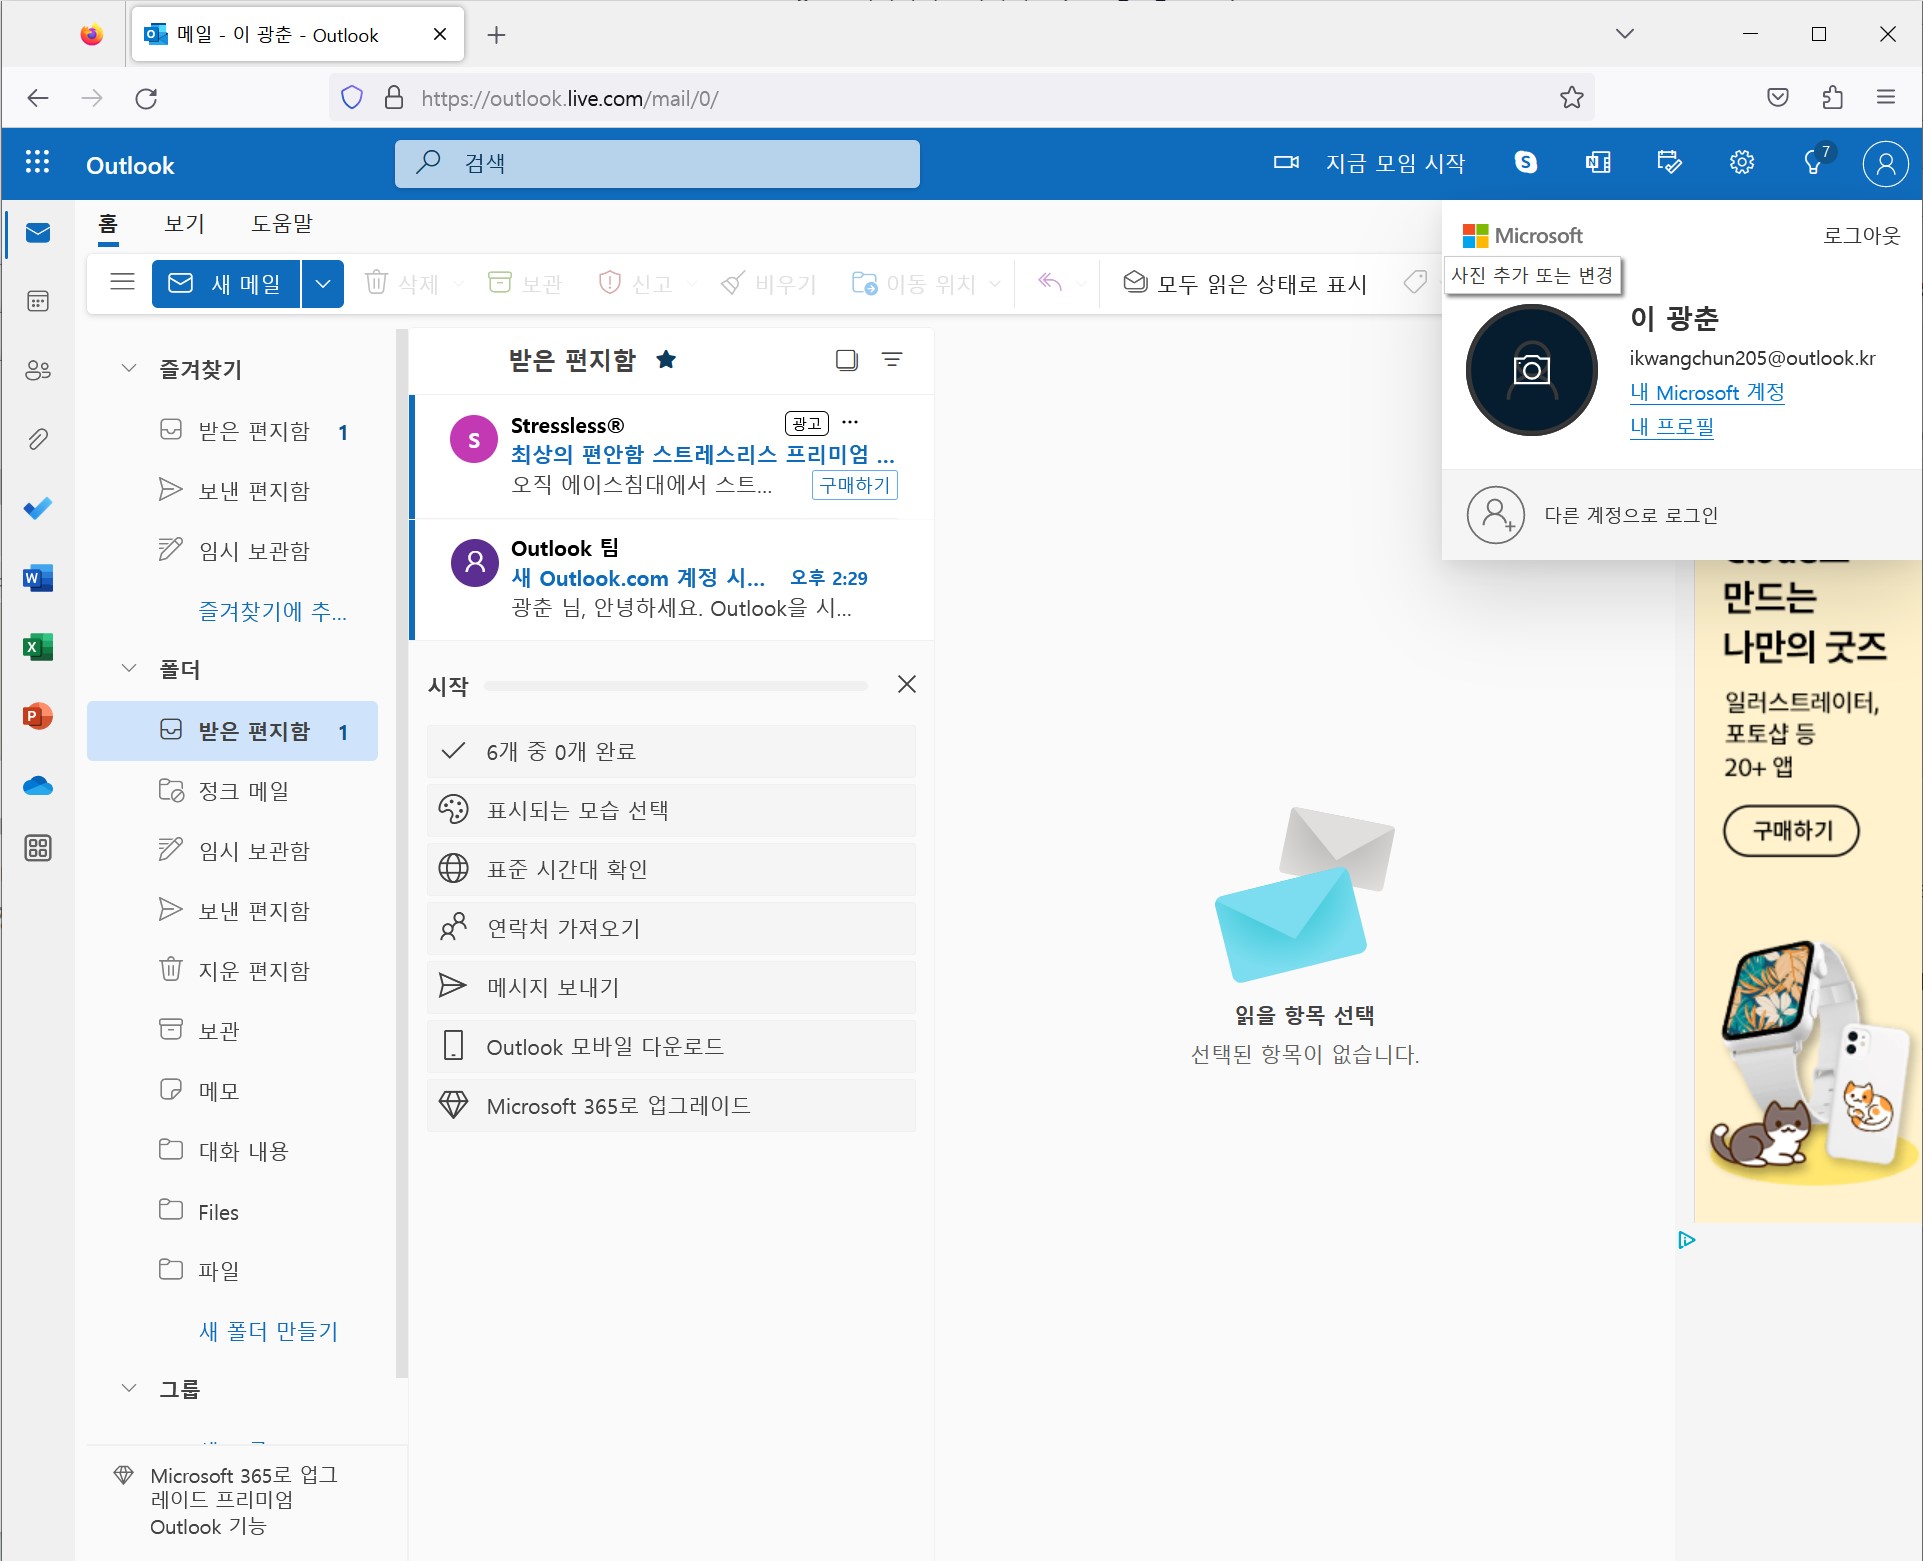 메일 - 이 광춘 - Outlook
https://outlook.live.com/mail/0/
Outlook
검색
지금 모임 시작
7
홈 보기 도움말
새 메일 삭제 보관 신고 비우기 이동 위치 모두 읽은 상태로 표시
Microsoft
로그아웃
사진 추가 또는 변경
이 광춘
ikwangchun205@outlook.kr
내 Microsoft 계정
내 프로필
다른 계정으로 로그인
즐겨찾기
받은 편지함 1
보낸 편지함
임시 보관함
즐겨찾기에 추...
폴더
받은 편지함 1
정크 메일
임시 보관함
보낸 편지함
지운 편지함
보관
메모
대화 내용
Files
파일
새 폴더 만들기
그룹
Microsoft 365로 업그
레이드 프리미엄
Outlook 기능
받은 편지함
S
Stressless®
광고
최상의 편안함 스트레스리스 프리미엄 ...
오직 에이스침대에서 스트...
구매하기
Outlook 팀
새 Outlook.com 계정 시...
오후 2:29
광춘 님, 안녕하세요. Outlook을 시...
시작
6개 중 0개 완료
표시되는 모습 선택
표준 시간대 확인
연락처 가져오기
메시지 보내기
Outlook 모바일 다운로드
Microsoft 365로 업그레이드
읽을 항목 선택
선택된 항목이 없습니다.
만드는
나만의 굿즈
일러스트레이터,
포토샵 등
20+ 앱
구매하기